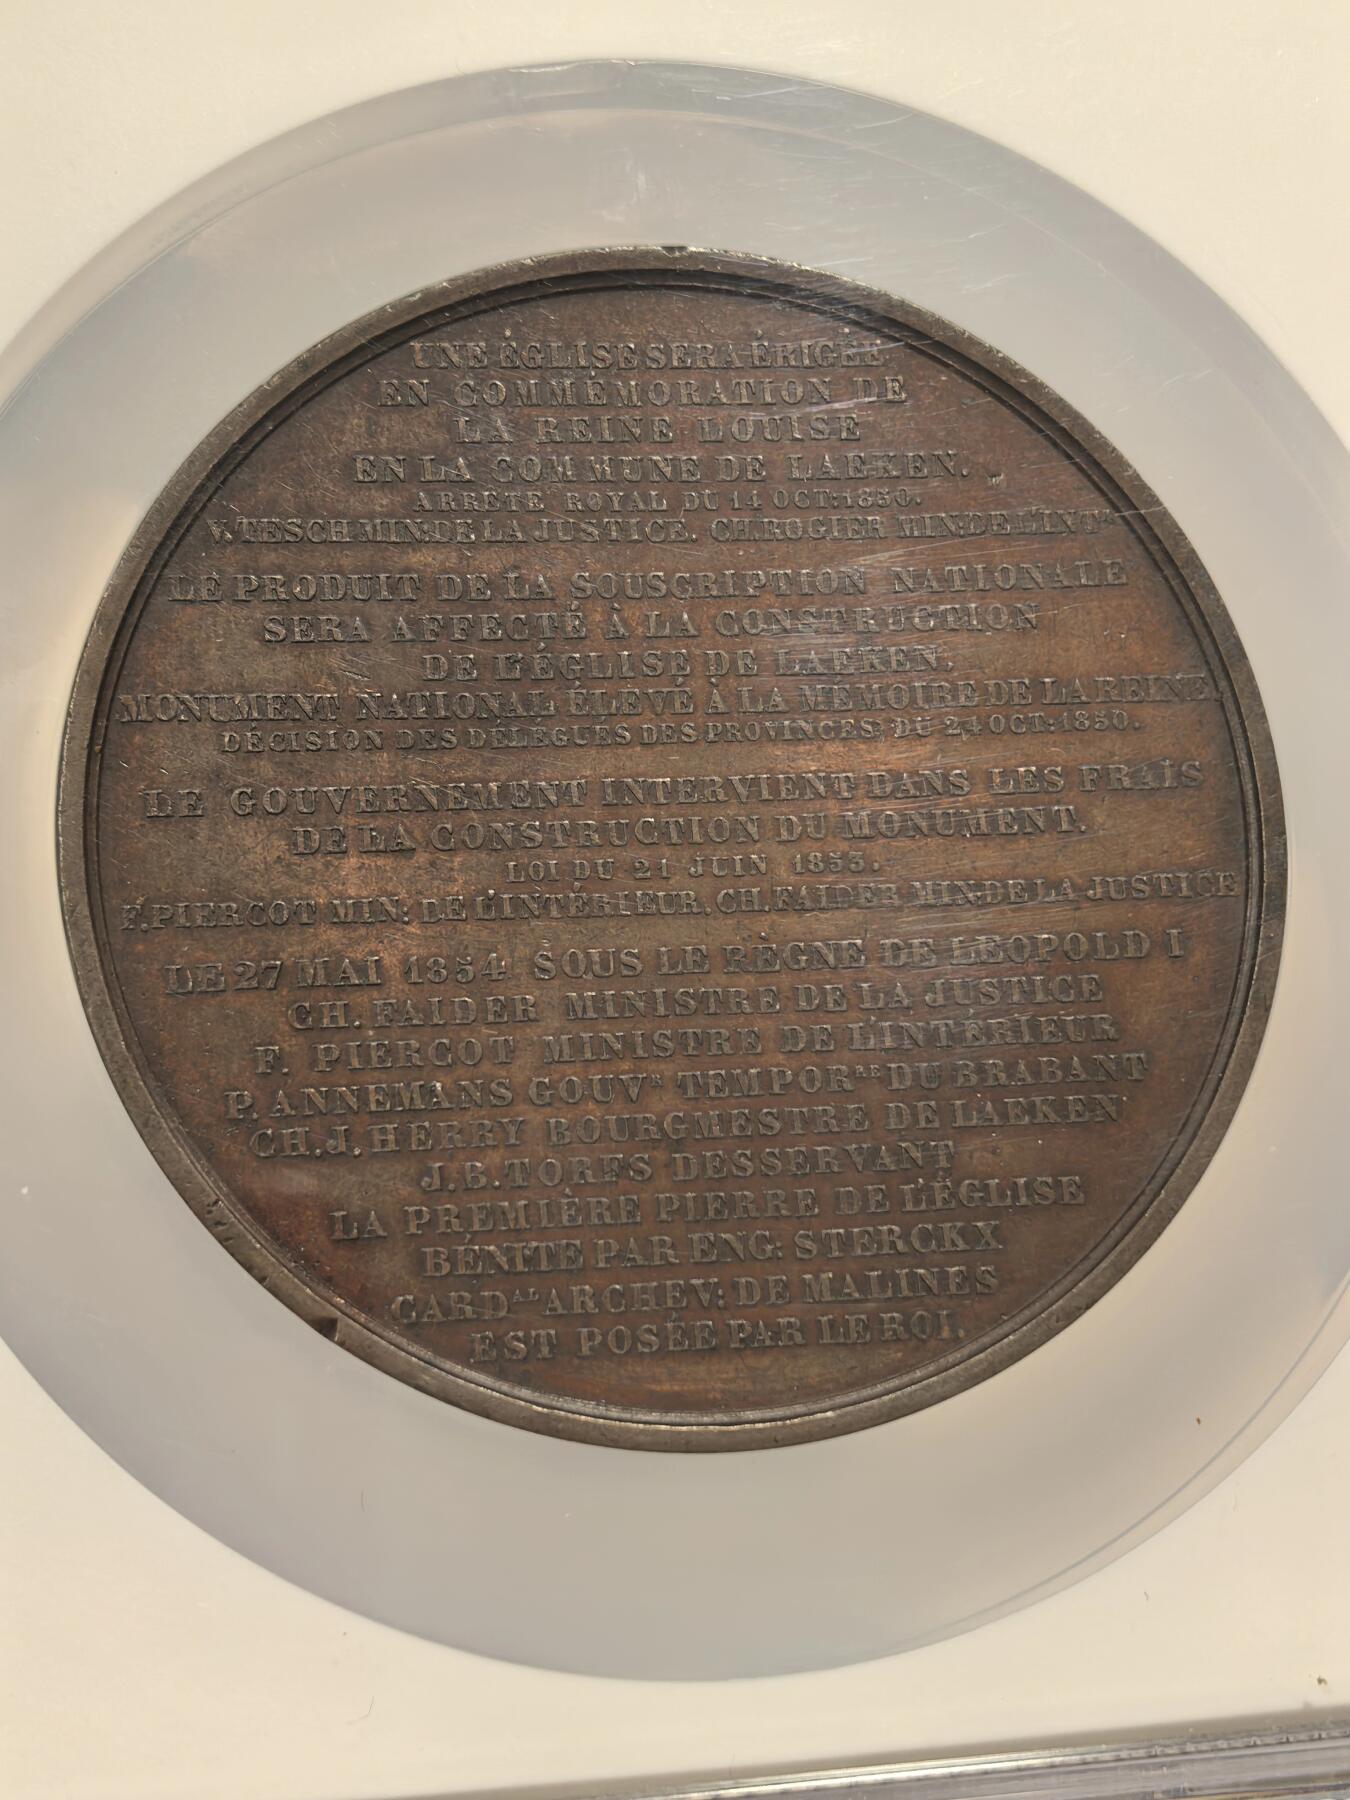 UNE ÉGLISE SERA ÉRIGÉE
EN COMMÉMORATION DE
LA REINE LOUISE
EN LA COMMUNE DE LAEKEN.
ARRÊTÉ ROYAL DU 14 OCT: 1850.
V. TESCH MIN: DE LA JUSTICE. CH. ROGIER MIN: DE L'INTR
LE PRODUIT DE LA SOUSCRIPTION NATIONALE
SERA AFFECTÉ À LA CONSTRUCTION
DE L'ÉGLISE DE LAEKEN.
MONUMENT NATIONAL ÉLEVÉ À LA MÉMOIRE DE LA REINE.
DÉCISION DES DÉLÉGUÉS DES PROVINCES, DU 24 OCT: 1850.
LE GOUVERNEMENT INTERVIENT DANS LES FRAIS
DE LA CONSTRUCTION DU MONUMENT.
LOI DU 21 JUIN 1853.
F. PIERCOT MIN: DE L'INTÉRIEUR. CH. FAIDER MIN: DE LA JUSTICE
LE 27 MAI 1854 SOUS LE RÈGNE DE LEOPOLD I
CH. FAIDER MINISTRE DE LA JUSTICE
F. PIERCOT MINISTRE DE L'INTÉRIEUR
P. ANNEMANS GOUVR TEMPORRE DU BRABANT
CH. J. HERRY BOURGMESTRE DE LAEKEN
J.B. TORFS DESSERVANT
LA PREMIÈRE PIERRE DE L'ÉGLISE
BÉNITE PAR ENG: STERCKX
CARDAL ARCHEV: DE MALINES
EST POSÉE PAR LE ROI.